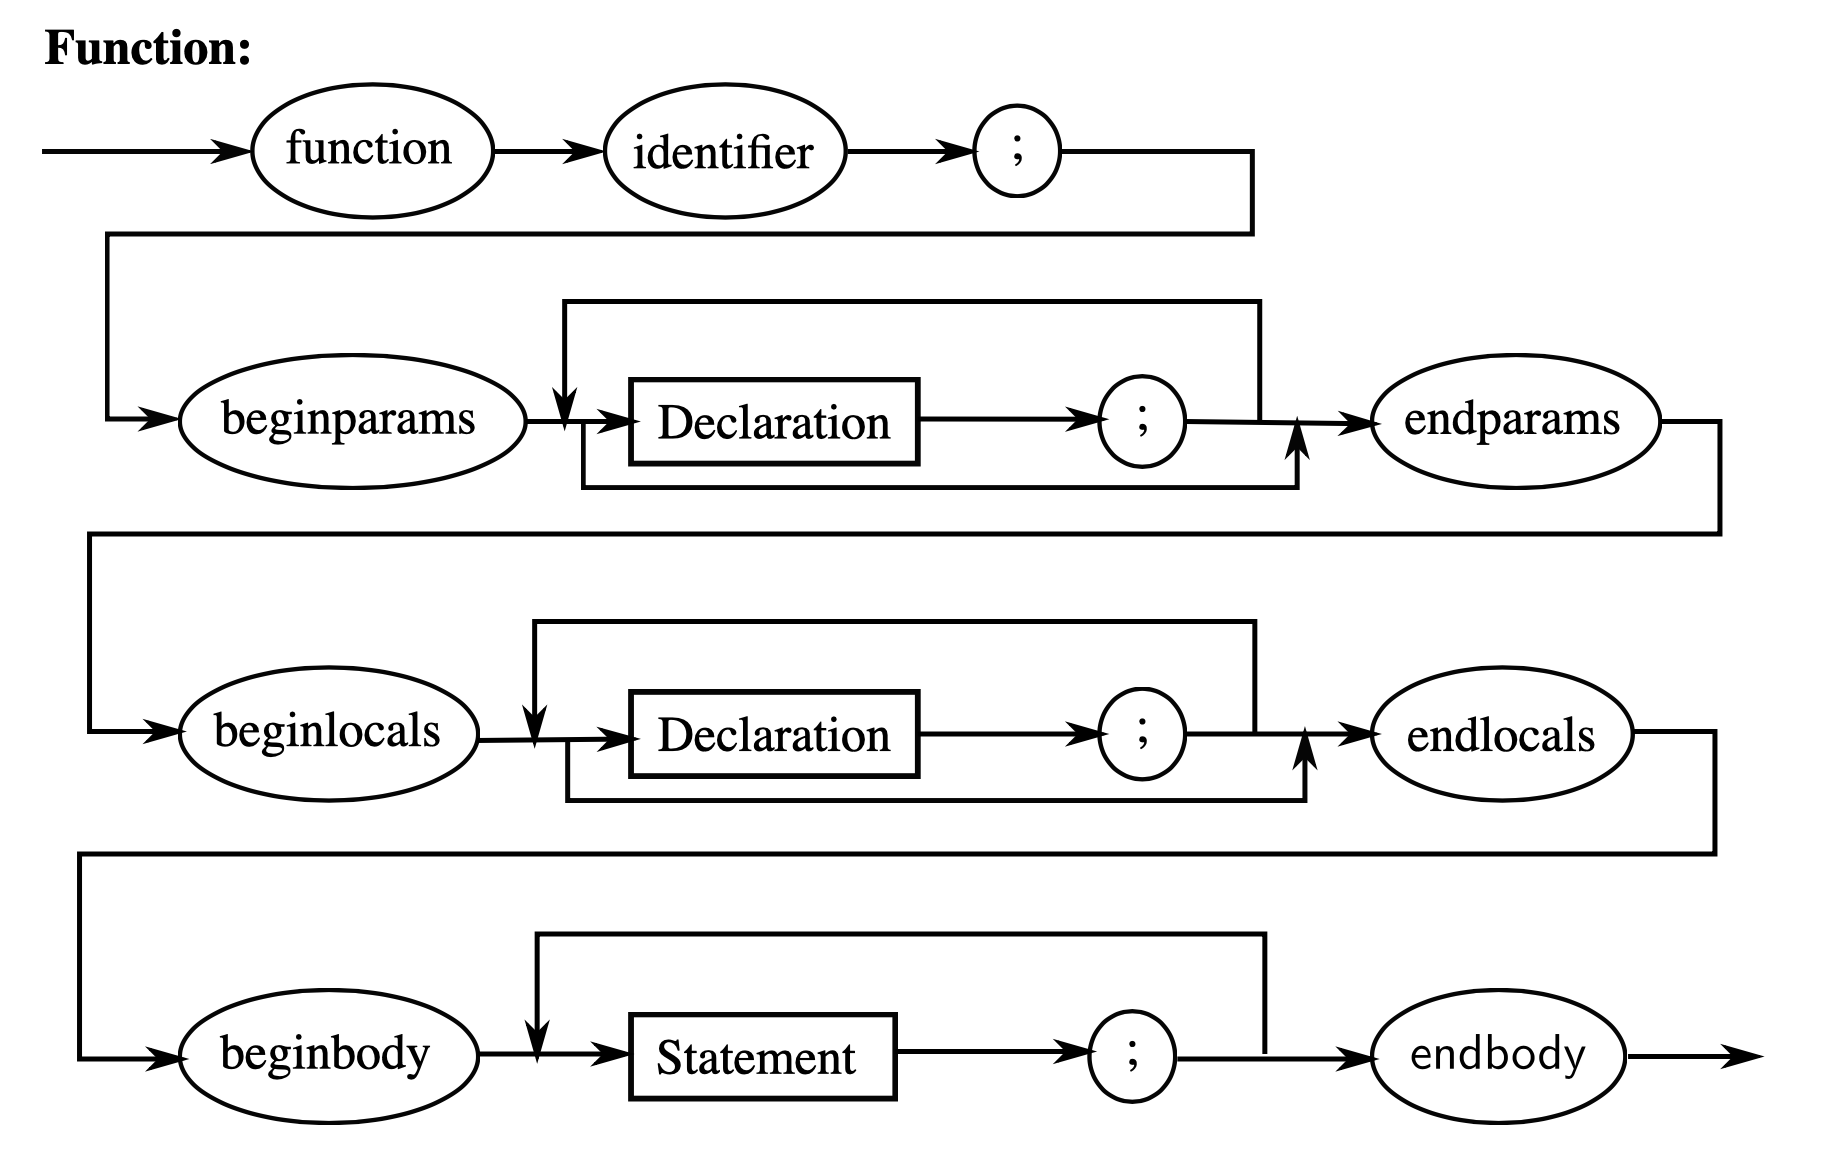 Function:
function identifier ;
beginparams Declaration ; endparams
beginlocals Declaration ; endlocals
beginbody Statement ; endbody